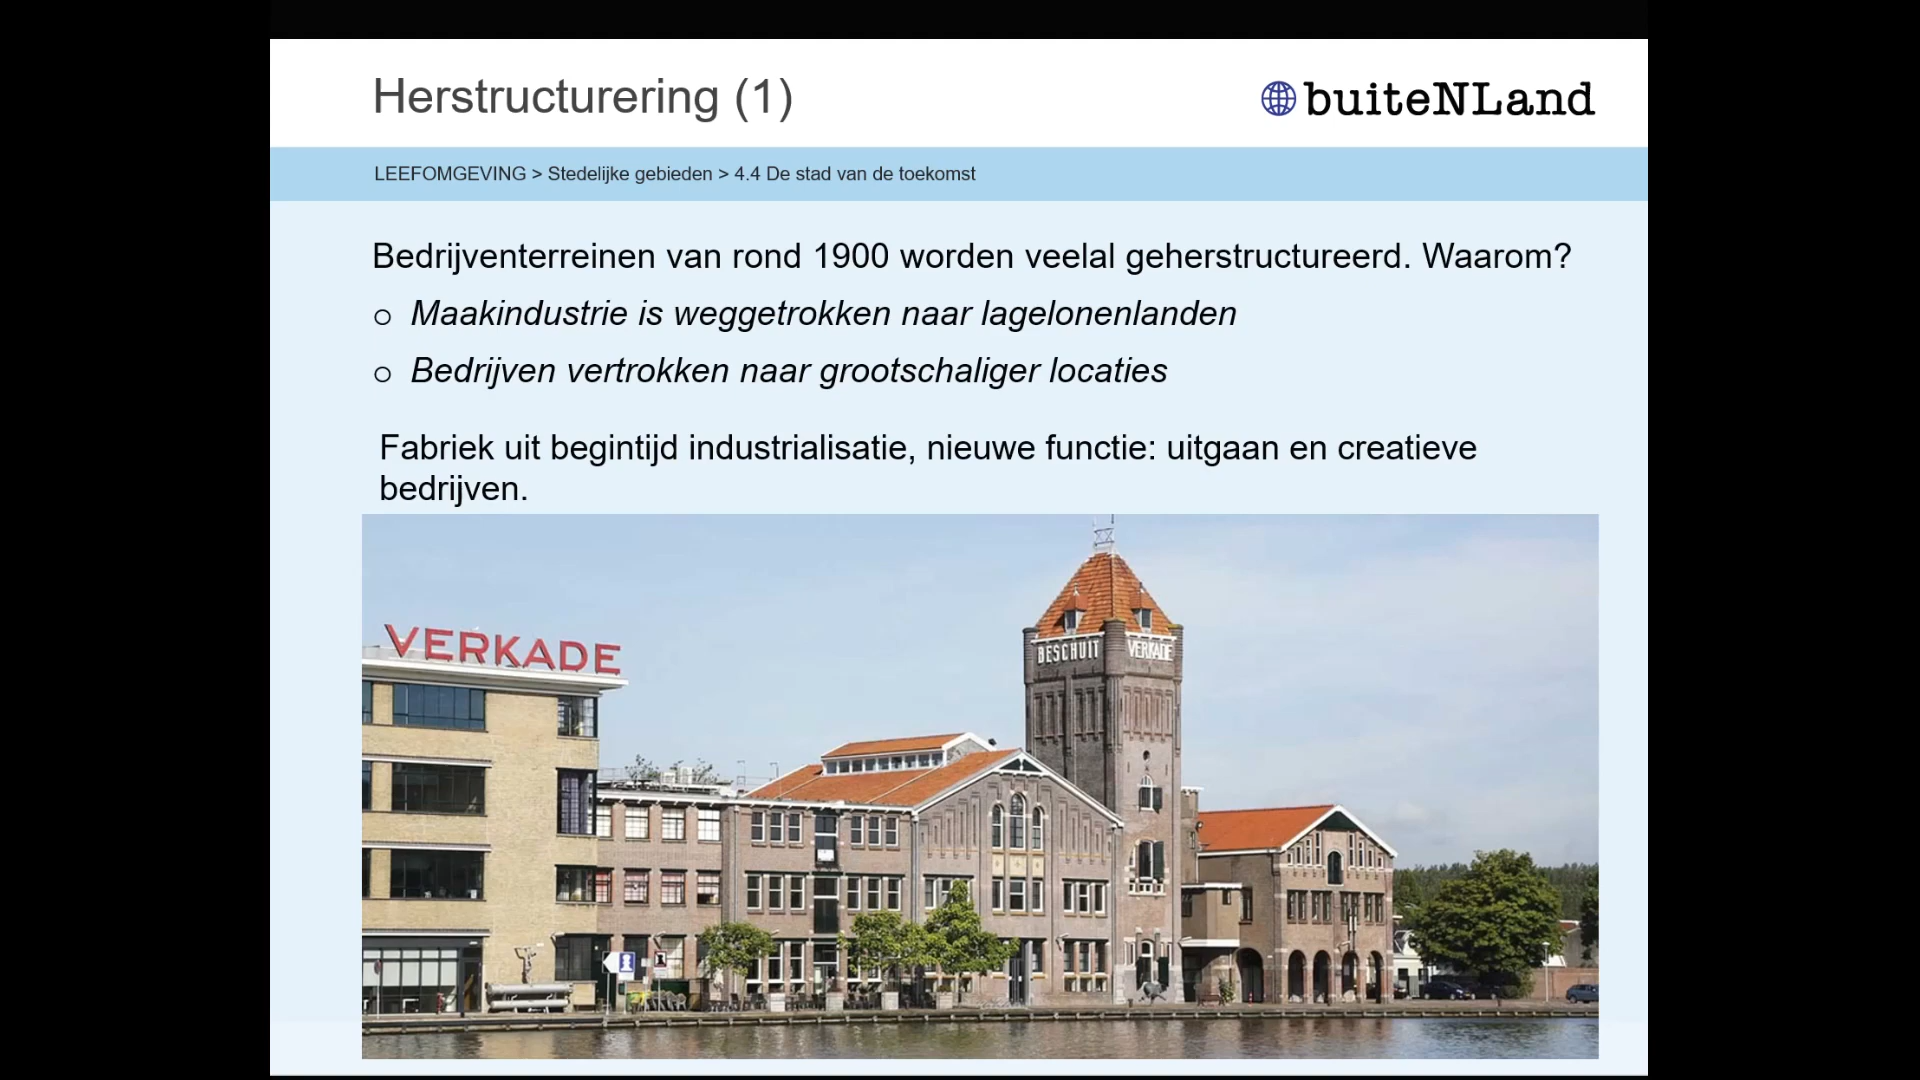 Herstructurering (1)
buiteNLand
LEEFOMGEVING > Stedelijke gebieden > 4.4 De stad van de toekomst
Bedrijventerreinen van rond 1900 worden veelal geherstructureerd. Waarom?
o Maakindustrie is weggetrokken naar lagelonenlanden
o Bedrijven vertrokken naar grootschaliger locaties
Fabriek uit begintijd industrialisatie, nieuwe functie: uitgaan en creatieve
bedrijven.
VERKADE
BESCHUIT VERKADE